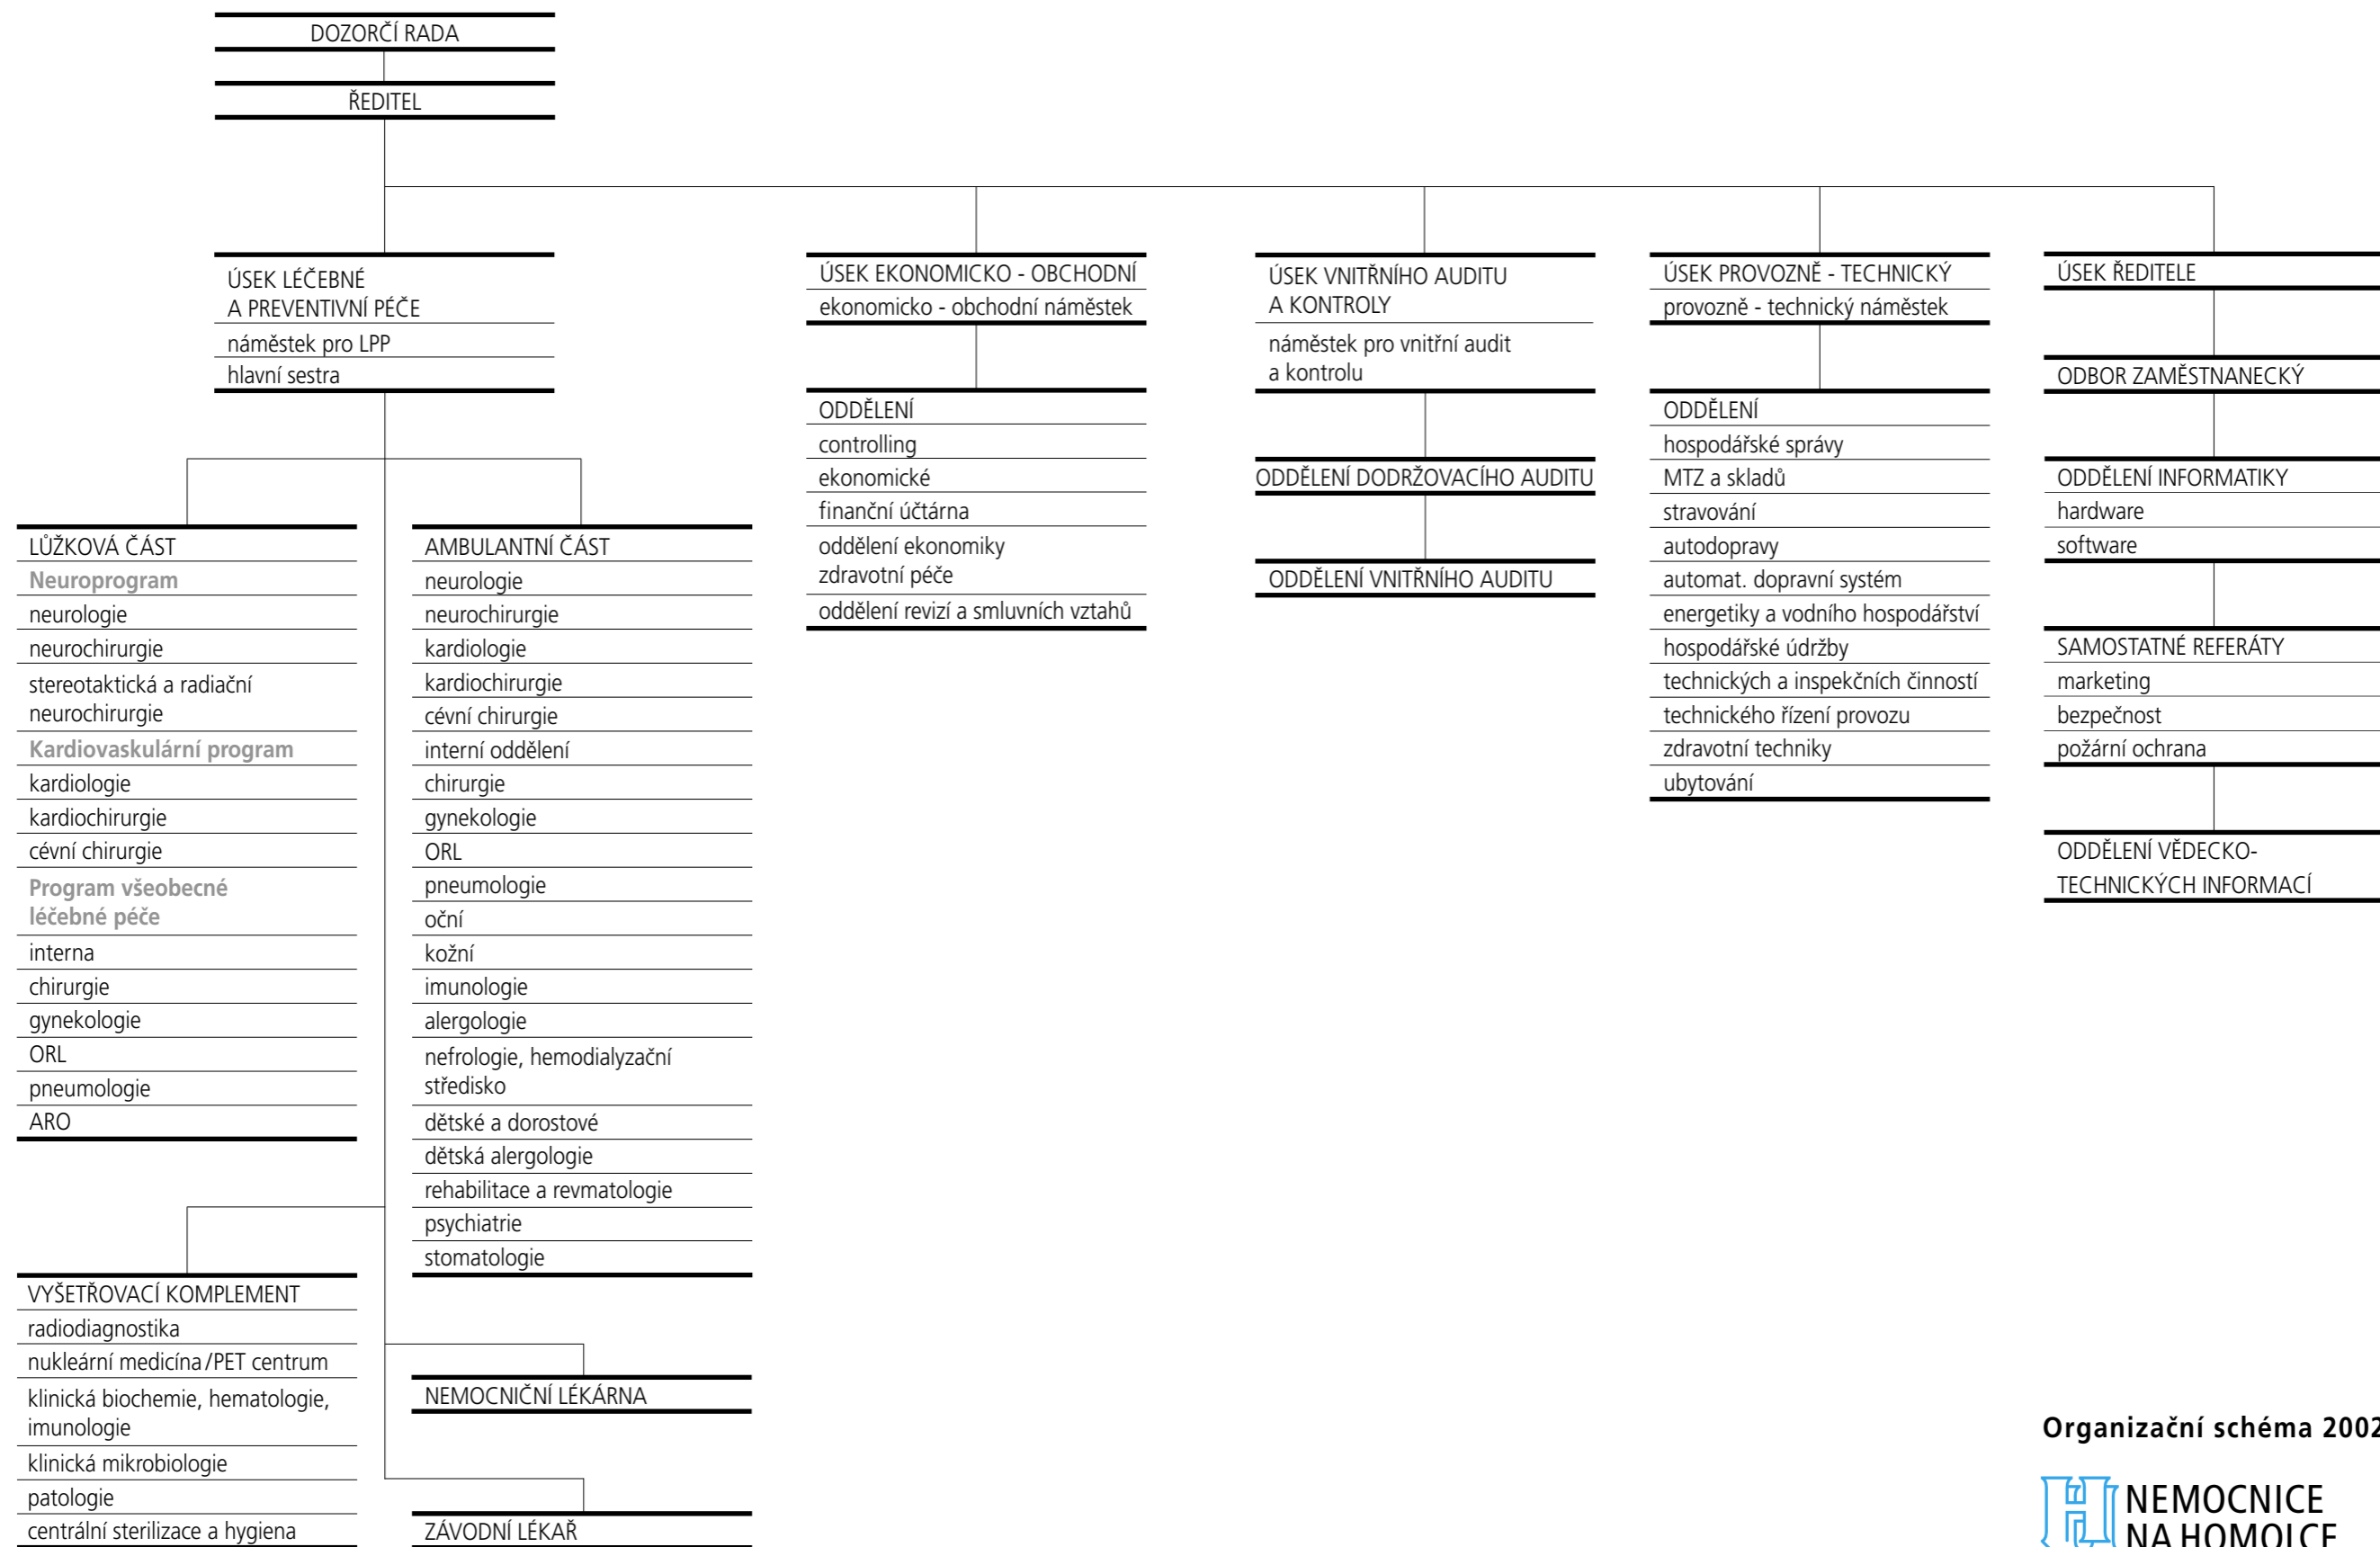 DOZORČÍ RADA
ŘEDITEL
ÚSEK LÉČEBNÉ
A PREVENTIVNÍ PÉČE
náměstek pro LPP
hlavní sestra
LŮŽKOVÁ ČÁST
Neuroprogram
neurologie
neurochirurgie
stereotaktická a radiační
neurochirurgie
Kardiovaskulární program
kardiologie
kardiochirurgie
cévní chirurgie
Program všeobecné
léčebné péče
interna
chirurgie
gynekologie
ORL
pneumologie
ARO
VYŠETŘOVACÍ KOMPLEMENT
radiodiagnostika
nukleární medicína/PET centrum
klinická biochemie, hematologie,
imunologie
klinická mikrobiologie
patologie
centrální sterilizace a hygiena
AMBULANTNÍ ČÁST
neurologie
neurochirurgie
kardiologie
kardiochirurgie
cévní chirurgie
interní oddělení
chirurgie
gynekologie
ORL
pneumologie
oční
kožní
imunologie
alergologie
nefrologie, hemodialyzační
středisko
dětské a dorostové
dětská alergologie
rehabilitace a revmatologie
psychiatrie
stomatologie
NEMOCNIČNÍ LÉKÁRNA
ZÁVODNÍ LÉKAŘ
ÚSEK EKONOMICKO - OBCHODNÍ
ekonomicko - obchodní náměstek
ODDĚLENÍ
controlling
ekonomické
finanční účtárna
oddělení ekonomiky
zdravotní péče
oddělení revizí a smluvních vztahů
ÚSEK VNITŘNÍHO AUDITU
A KONTROLY
náměstek pro vnitřní audit
a kontrolu
ODDĚLENÍ DODRŽOVACÍHO AUDITU
ODDĚLENÍ VNITŘNÍHO AUDITU
ÚSEK PROVOZNĚ - TECHNICKÝ
provozně - technický náměstek
ODDĚLENÍ
hospodářské správy
MTZ a skladů
stravování
autodopravy
automat. dopravní systém
energetiky a vodního hospodářství
hospodářské údržby
technických a inspekčních činností
technického řízení provozu
zdravotní techniky
ubytování
ÚSEK ŘEDITELE
ODBOR ZAMĚSTNANECKÝ
ODDĚLENÍ INFORMATIKY
hardware
software
SAMOSTATNÉ REFERÁTY
marketing
bezpečnost
požární ochrana
ODDĚLENÍ VĚDECKO-
TECHNICKÝCH INFORMACÍ
Organizační schéma 2002
NEMOCNICE
NA HOMOLCE